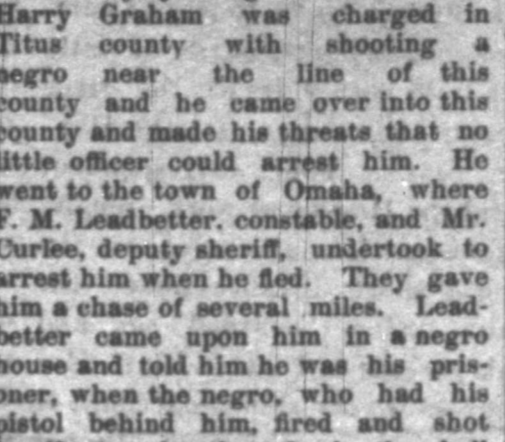 Harry Graham was charged in
Titus county with shooting a
negro near the line of this
county and he came over into this
county and made his threats that no
little officer could arrest him. He
went to the town of Omaha, where
F. M. Leadbetter. constable, and Mr.
Curlee, deputy sheriff, undertook to
arrest him when he fled. They gave
him a chase of several miles. Lead-
better came upon him in a negro
house and told him he was his pris-
oner, when the negro, who had his
pistol behind him, fired and shot